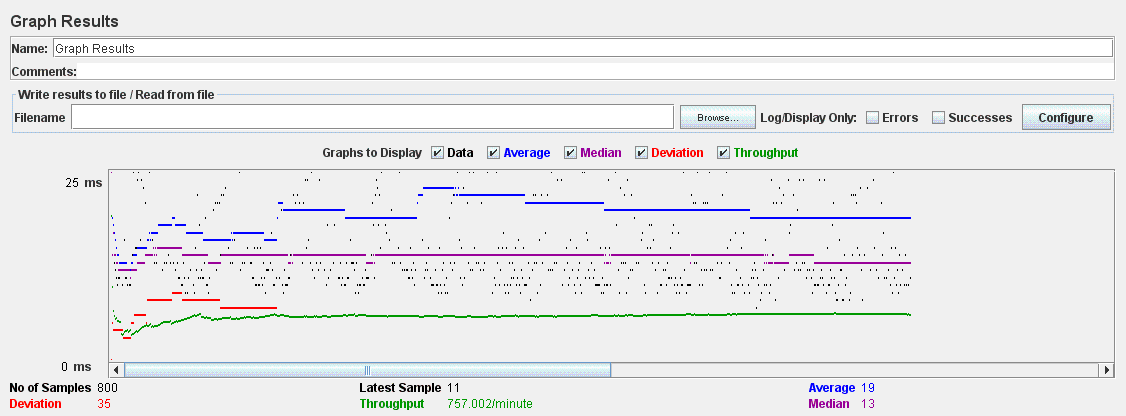 Graph Results
Name: Graph Results
Comments:
Write results to file / Read from file
Filename Browse... Log/Display Only: Errors Successes Configure
Graphs to Display Data Average Median Deviation Throughput
25 ms
0 ms
No of Samples 800 Latest Sample 11 Average 19
Deviation 35 Throughput 757.002/minute Median 13